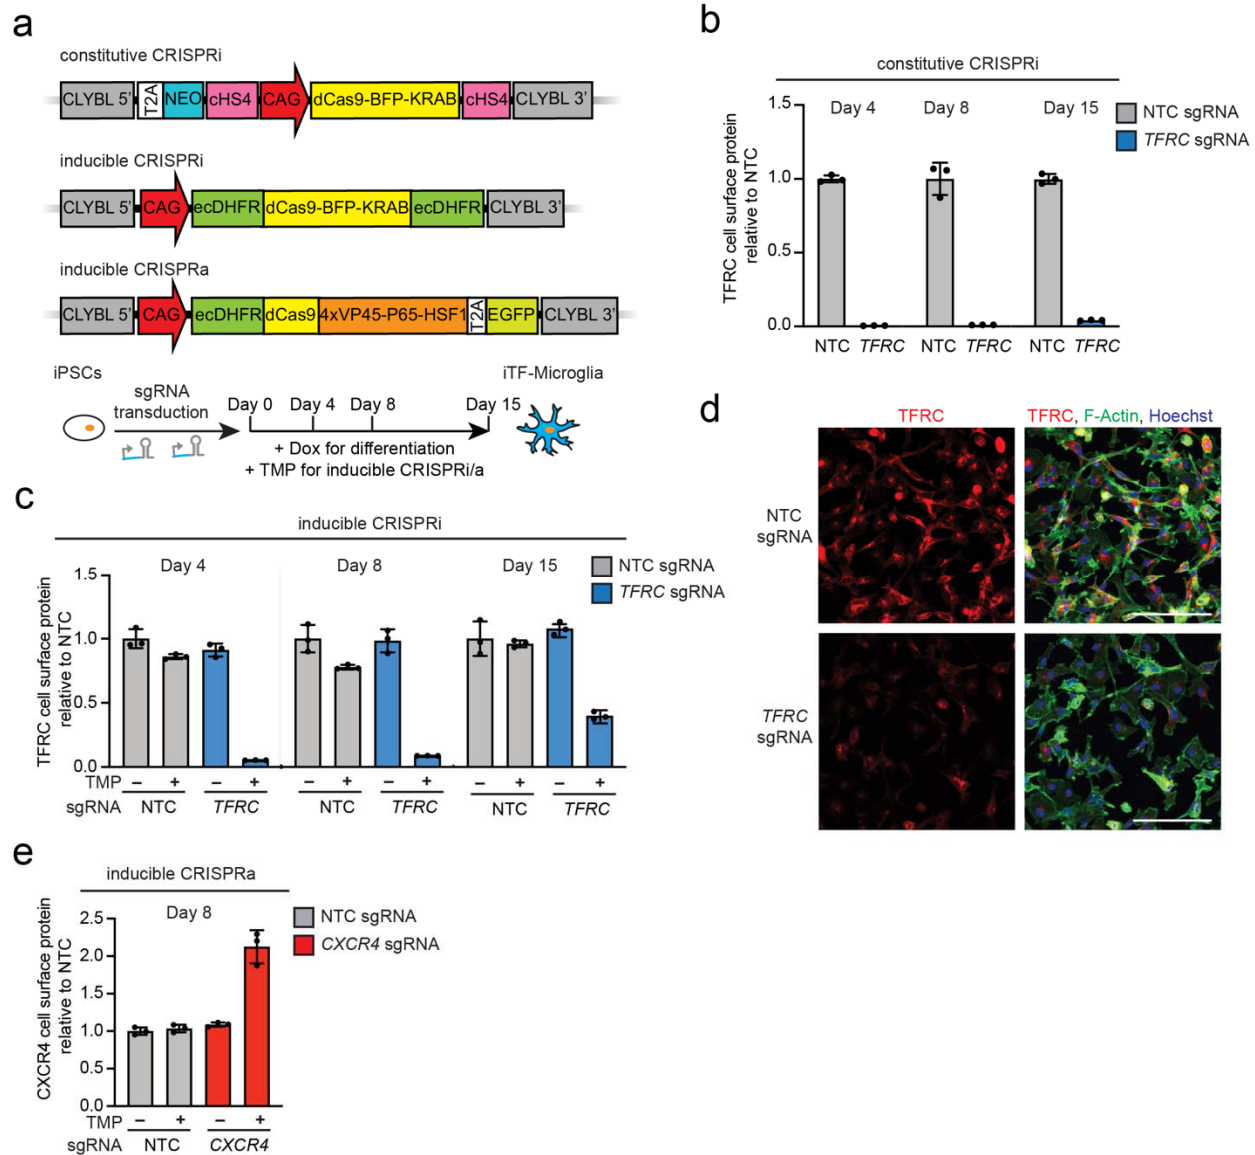 a
constitutive CRISPRi
CLYBL 5’ T2A NEO cHS4 CAG dCas9-BFP-KRAB cHS4 CLYBL 3’
inducible CRISPRi
CLYBL 5’ CAG ecDHFR dCas9-BFP-KRAB ecDHFR CLYBL 3’
inducible CRISPRa
CLYBL 5’ CAG ecDHFR dCas9 4xVP45-P65-HSF1 T2A EGFP CLYBL 3’
iPSCs
iTF-Microglia
sgRNA
transduction
Day 0 Day 4 Day 8 Day 15
+ Dox for differentiation
+ TMP for inducible CRISPRi/a
b
constitutive CRISPRi
Day 4 Day 8 Day 15
NTC sgRNA
TFRC sgRNA
TFRC cell surface protein
relative to NTC
1.5
1.0
0.5
0.0
NTC TFRC NTC TFRC NTC TFRC
c
inducible CRISPRi
Day 4 Day 8 Day 15
NTC sgRNA
TFRC sgRNA
TFRC cell surface protein
relative to NTC
1.5
1.0
0.5
0.0
TMP – + – + – + – + – + – +
sgRNA NTC TFRC NTC TFRC NTC TFRC
d
TFRC
TFRC, F-Actin, Hoechst
NTC
sgRNA
TFRC
sgRNA
e
inducible CRISPRa
Day 8
NTC sgRNA
CXCR4 sgRNA
CXCR4 cell surface protein
relative to NTC
2.5
2.0
1.5
1.0
0.5
0.0
TMP – + – +
sgRNA NTC CXCR4